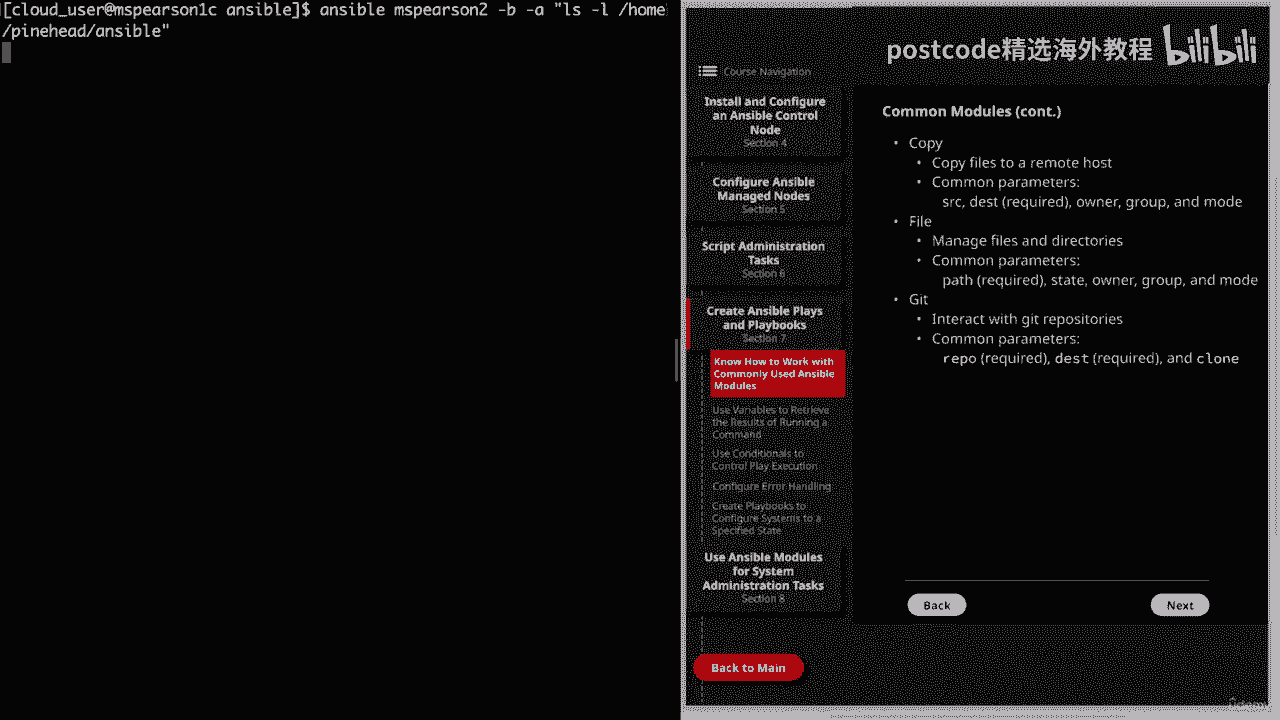 [cloud_user@mspearson1c ansible]$ ansible mspearson2 -b -a "ls -l /home
/pinehead/ansible"
postcode精选海外教程 bilibili
Course Navigation
Install and Configure
an Ansible Control
Node
Section 4
Configure Ansible
Managed Nodes
Section 5
Script Administration
Tasks
Section 6
Create Ansible Plays
and Playbooks
Section 7
Know How to Work with
Commonly Used Ansible
Modules
Use Variables to Retrieve
the Results of Running a
Command
Use Conditionals to
Control Play Execution
Configure Error Handling
Create Playbooks to
Configure Systems to a
Specified State
Use Ansible Modules
for System
Administration Tasks
Section 8
Back to Main
Common Modules (cont.)
• Copy
• Copy files to a remote host
• Common parameters:
src, dest (required), owner, group, and mode
• File
• Manage files and directories
• Common parameters:
path (required), state, owner, group, and mode
• Git
• Interact with git repositories
• Common parameters:
repo (required), dest (required), and clone
Back
Next
Udemy